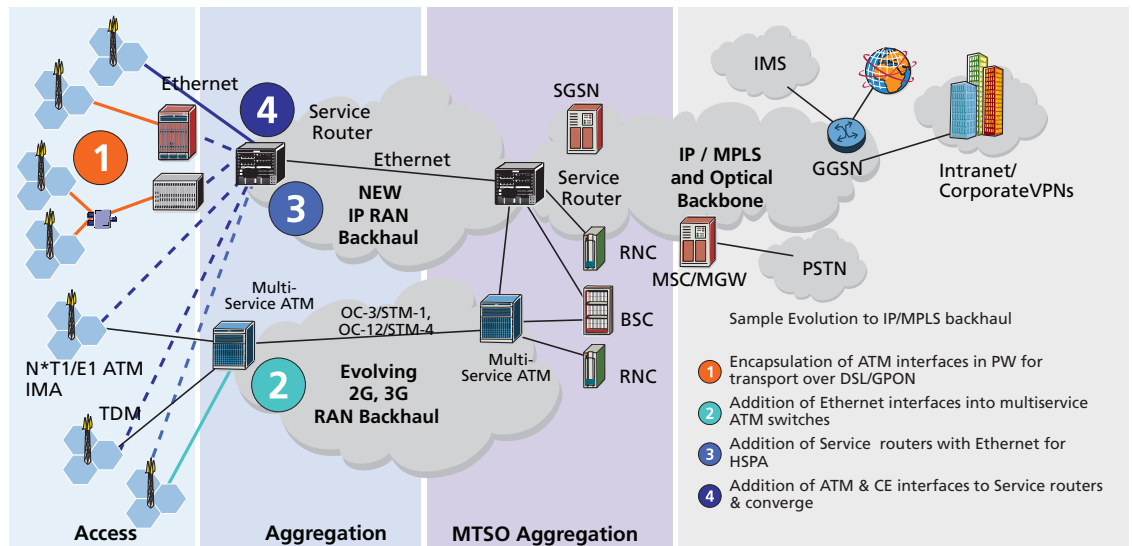 Ethernet
1
4
Service
Router
3
Ethernet
NEW
IP RAN
Backhaul
SGSN
Service
Router
RNC
BSC
RNC
IMS
GGSN
IP / MPLS
and Optical
Backbone
MSC/MGW
PSTN
Intranet/
CorporateVPNs
Multi-
Service ATM
OC-3/STM-1,
OC-12/STM-4
Multi-
Service ATM
2
Evolving
2G, 3G
RAN Backhaul
N*T1/E1 ATM
IMA
TDM
Sample Evolution to IP/MPLS backhaul
1 Encapsulation of ATM interfaces in PW for
transport over DSL/GPON
2 Addition of Ethernet interfaces into multiservice
ATM switches
3 Addition of Service routers with Ethernet for
HSPA
4 Addition of ATM & CE interfaces to Service routers
& converge
Access
Aggregation
MTSO Aggregation